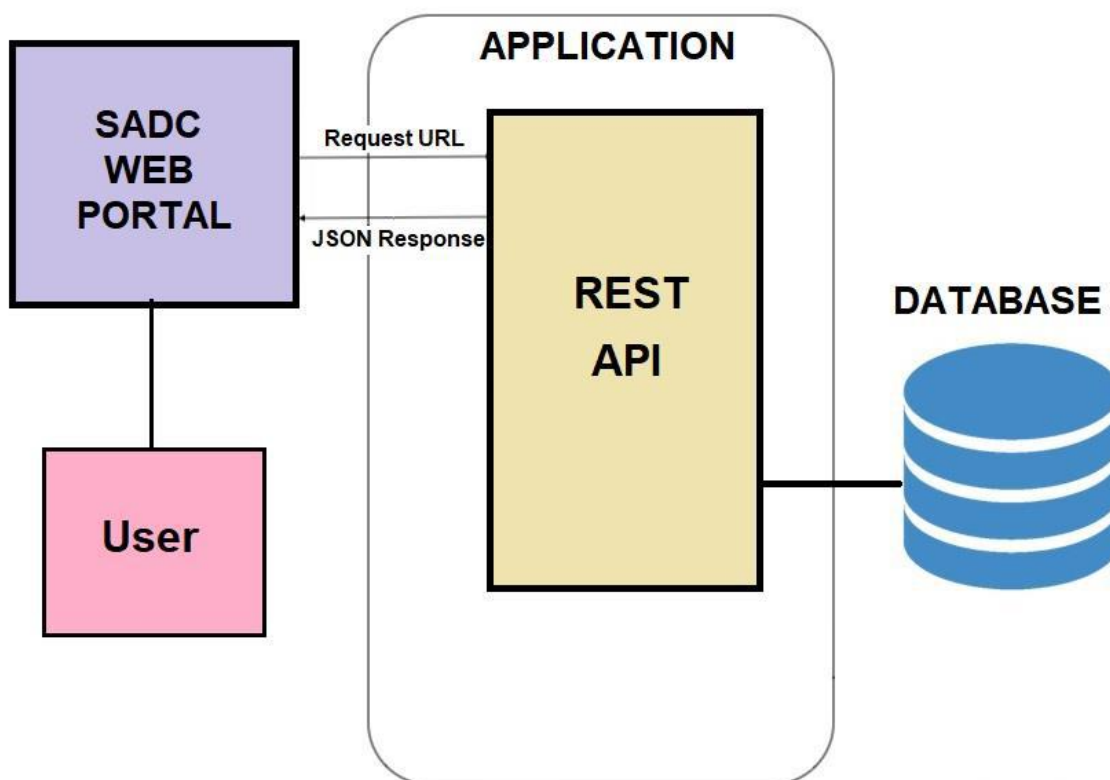 APPLICATION
SADC
WEB
PORTAL
Request URL
JSON Response
REST
API
DATABASE
User